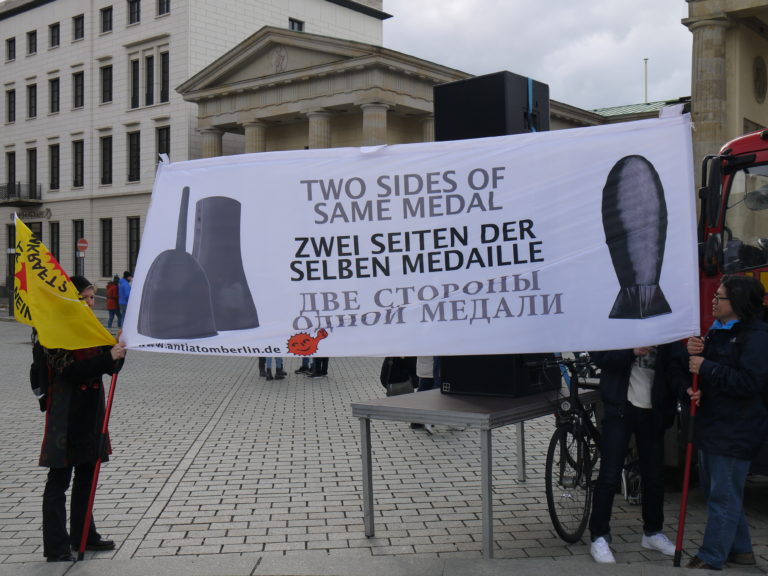 TWO SIDES OF
SAME MEDAL
ZWEI SEITEN DER
SELBEN MEDAILLE
ДВЕ СТОРОНЫ
ОДНОЙ МЕДАЛИ
www.antiatomberlin.de